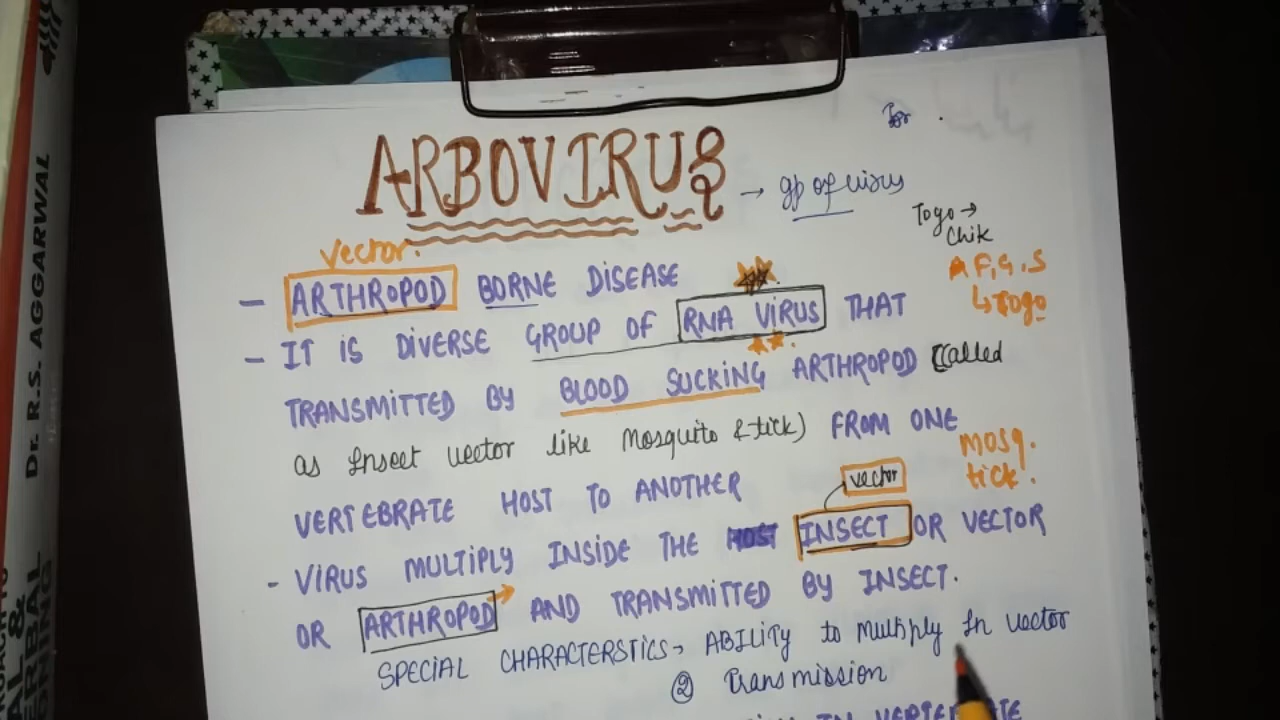 ARBOVIRUS → gp of virus
Togo →
Chik
Vector.
A F, G, S
↳ Togo
- ARTHROPOD BORNE DISEASE
- IT IS DIVERSE GROUP OF RNA VIRUS THAT
TRANSMITTED BY BLOOD SUCKING ARTHROPOD (called
as Insect vector like Mosquito & tick) FROM ONE
Mosq.
tick.
VERTEBRATE HOST TO ANOTHER
vector
- VIRUS MULTIPLY INSIDE THE INSECT OR VECTOR
OR ARTHROPOD AND TRANSMITTED BY INSECT.
SPECIAL CHARACTERSTICS → ABILITY to Multiply In vector
② Transmission
IN VERTEBRATE
Dr. R.S. AGGARWAL